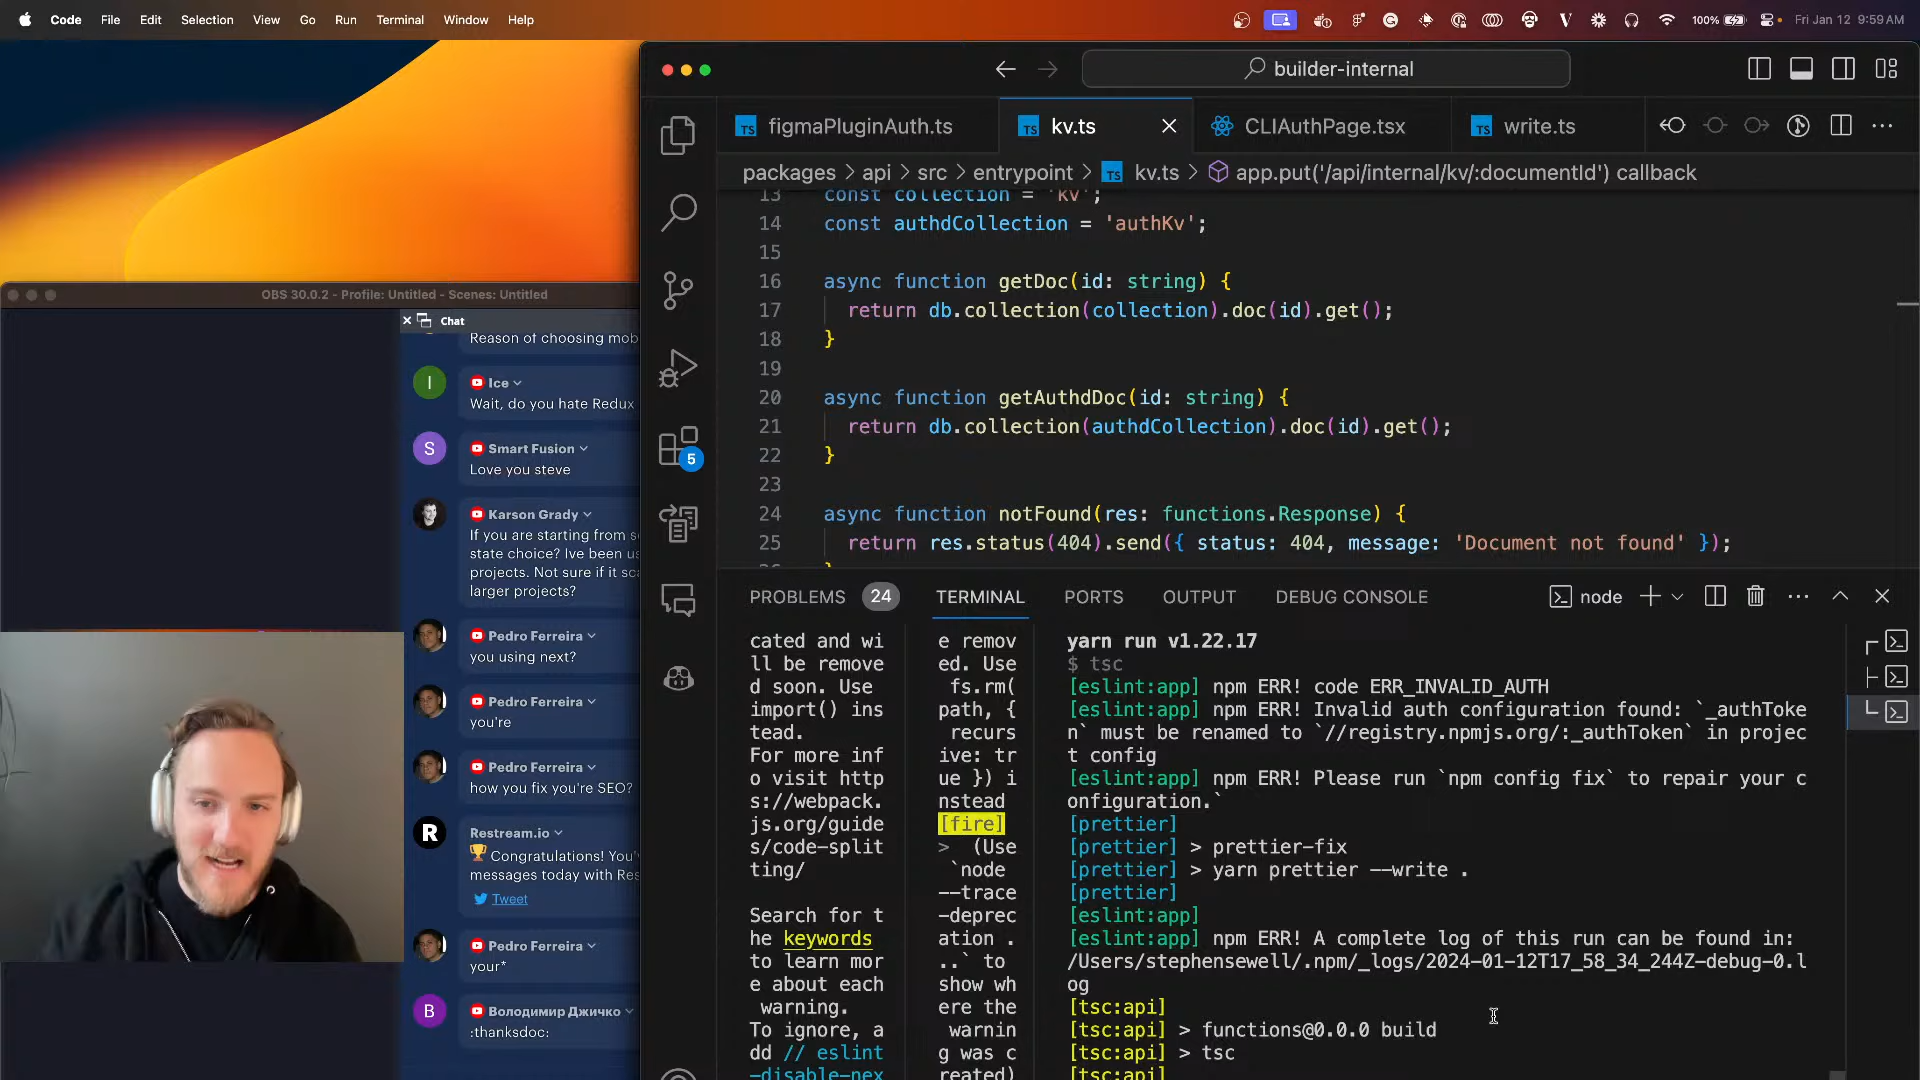 Code File Edit Selection View Go Run Terminal Window Help
100% Fri Jan 12 9:59 AM
OBS 30.0.2 - Profile: Untitled - Scenes: Untitled
Chat
Reason of choosing mob
I
Ice
Wait, do you hate Redux
S
Smart Fusion
Love you steve
Karson Grady
If you are starting from s
state choice? Ive been us
projects. Not sure if it sca
larger projects?
Pedro Ferreira
you using next?
Pedro Ferreira
you're
Pedro Ferreira
how you fix you're SEO?
R
Restream.io
Congratulations! You'
messages today with Res
Tweet
Pedro Ferreira
your*
В
Володимир Джичко
:thanksdoc:
builder-internal
TS figmaPluginAuth.ts
TS kv.ts
CLIAuthPage.tsx
TS write.ts
packages > api > src > entrypoint > TS kv.ts > app.put('/api/internal/kv/:documentId') callback
5
13 const collection = 'kv';
14 const authdCollection = 'authKv';
15
16 async function getDoc(id: string) {
17 return db.collection(collection).doc(id).get();
18 }
19
20 async function getAuthdDoc(id: string) {
21 return db.collection(authdCollection).doc(id).get();
22 }
23
24 async function notFound(res: functions.Response) {
25 return res.status(404).send({ status: 404, message: 'Document not found' });
PROBLEMS 24 TERMINAL PORTS OUTPUT DEBUG CONSOLE
node
cated and wi
ll be remove
d soon. Use
import() ins
tead.
For more inf
o visit http
s://webpack.
js.org/guide
s/code-split
ting/
Search for t
he keywords
to learn mor
e about each
warning.
To ignore, a
dd // eslint
-disable-nex
e remov
ed. Use
fs.rm(
path, {
recurs
ive: tr
ue }) i
nstead
[fire]
> (Use
`node
--trace
-deprec
ation .
..` to
show wh
ere the
warnin
g was c
reated)
yarn run v1.22.17
$ tsc
[eslint:app] npm ERR! code ERR_INVALID_AUTH
[eslint:app] npm ERR! Invalid auth configuration found: `_authToke
n` must be renamed to `//registry.npmjs.org/:_authToken` in projec
t config
[eslint:app] npm ERR! Please run `npm config fix` to repair your c
onfiguration.`
[prettier]
[prettier] > prettier-fix
[prettier] > yarn prettier --write .
[prettier]
[eslint:app]
[eslint:app] npm ERR! A complete log of this run can be found in:
/Users/stephensewell/.npm/_logs/2024-01-12T17_58_34_244Z-debug-0.l
og
[tsc:api]
[tsc:api] > functions@0.0.0 build
[tsc:api] > tsc
[tsc:api]